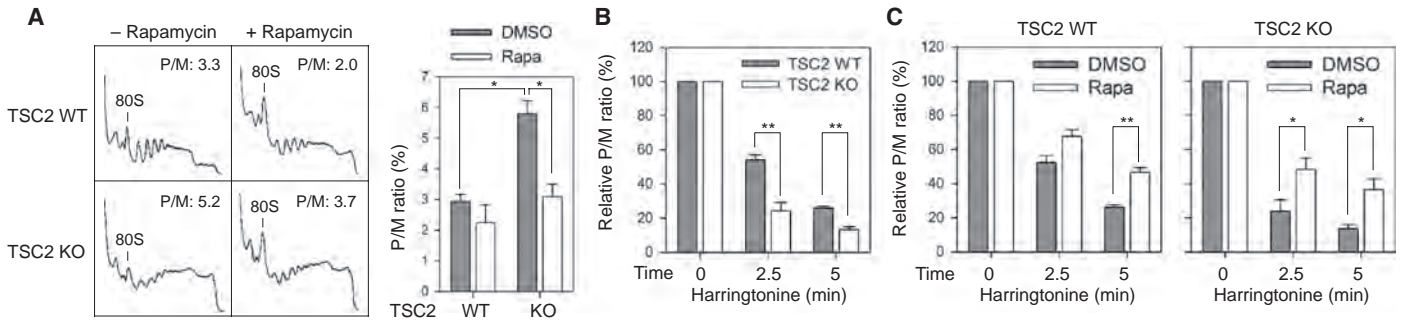 A
– Rapamycin
+ Rapamycin
TSC2 WT
TSC2 KO
P/M: 3.3
80S
P/M: 2.0
80S
P/M: 5.2
80S
P/M: 3.7
80S
DMSO
Rapa
P/M ratio (%)
7
6
5
4
3
2
1
0
* *
TSC2 WT KO
B
Relative P/M ratio (%)
120
100
80
60
40
20
0
TSC2 WT
TSC2 KO
** **
Time 0 2.5 5
Harringtonine (min)
C
TSC2 WT
TSC2 KO
Relative P/M ratio (%)
120
100
80
60
40
20
0
DMSO
Rapa
**
Time 0 2.5 5
Harringtonine (min)
120
100
80
60
40
20
0
DMSO
Rapa
* *
0 2.5 5
Harringtonine (min)